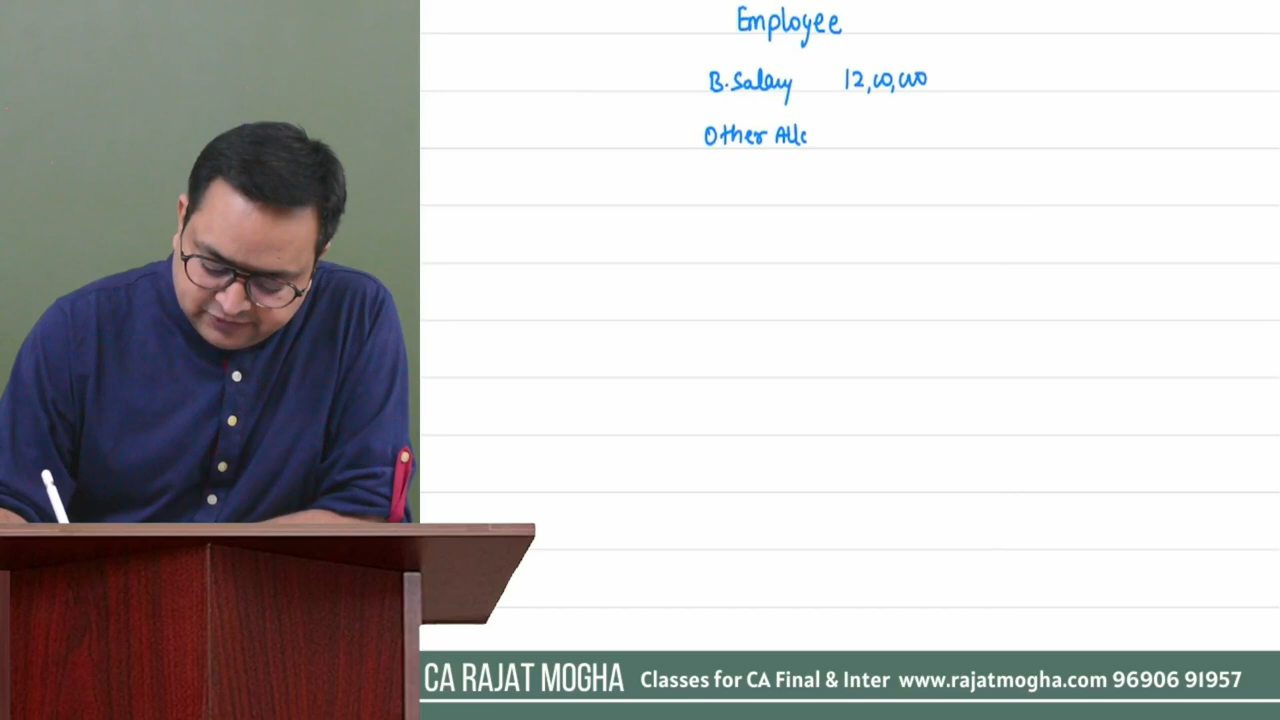 Employee
B. Salary 12,00,000
Other Allo
CA RAJAT MOGHA Classes for CA Final & Inter www.rajatmogha.com 96906 91957